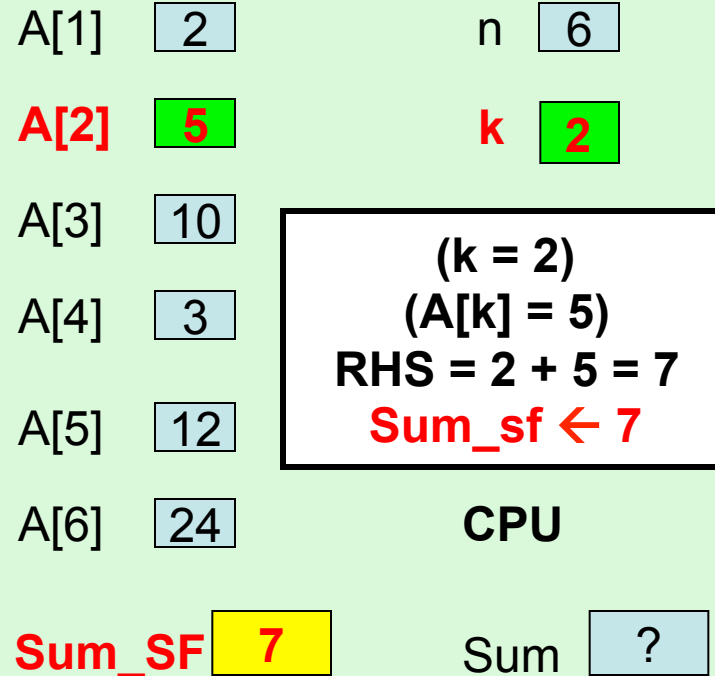 A[1] 2 n 6
A[2] 5 k 2
A[3] 10
(k = 2)
A[4] 3
(A[k] = 5)
RHS = 2 + 5 = 7
Sum_sf ← 7
A[5] 12
A[6] 24 CPU
Sum_SF 7 Sum ?